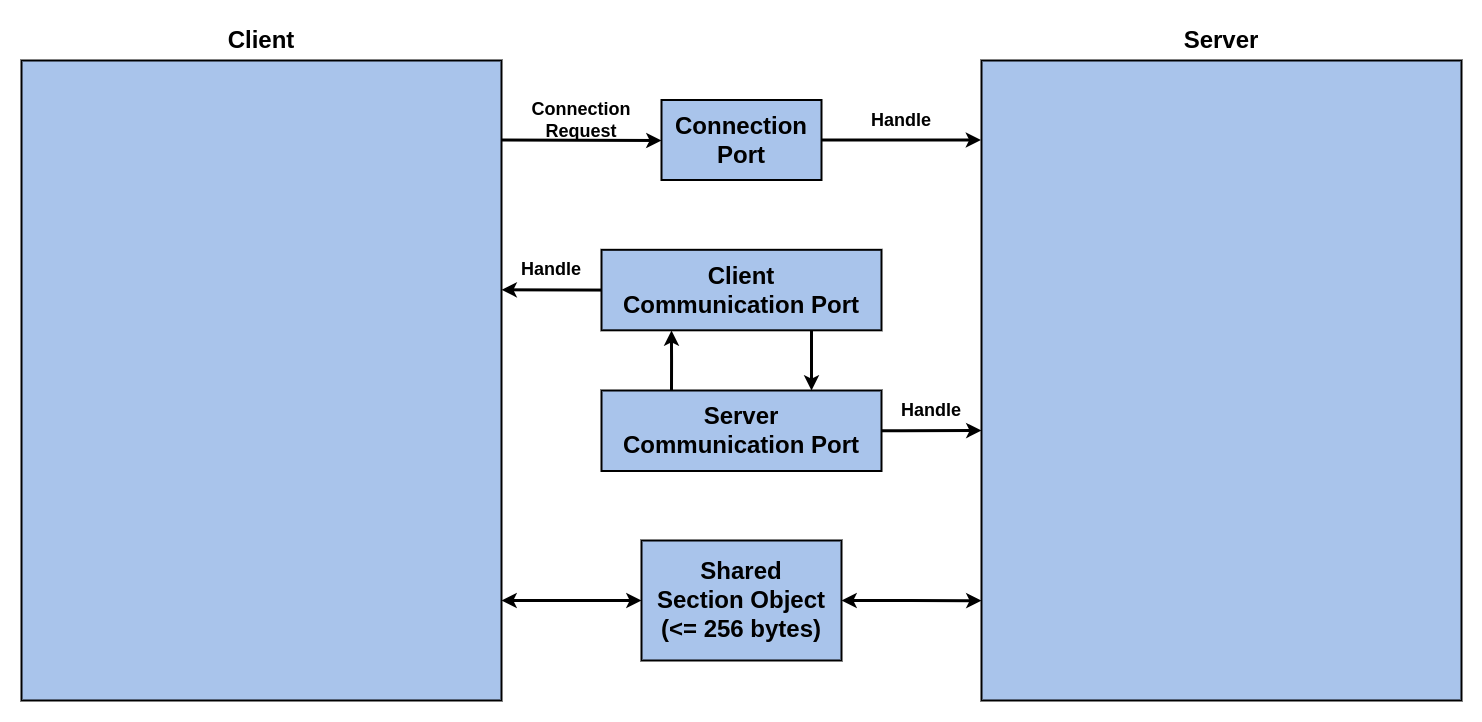 Client
Server
Connection
Request
Connection
Port
Handle
Handle
Client
Communication Port
Server
Communication Port
Handle
Shared
Section Object
(<= 256 bytes)